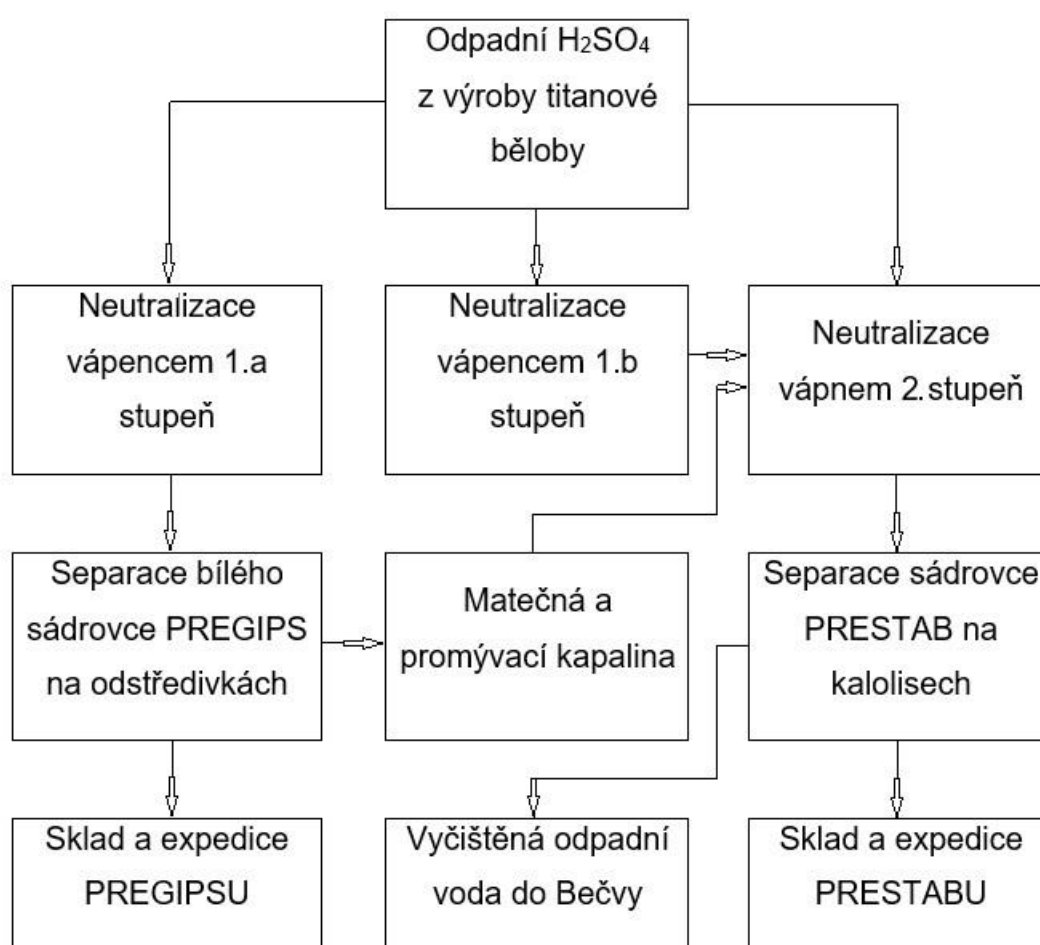 Odpadní H₂SO₄
z výroby titanové
běloby
Neutralizace
vápencem 1.a
stupeň
Neutralizace
vápencem 1.b
stupeň
Neutralizace
vápnem 2. stupeň
Separace bílého
sádrovce PREGIPS
na odstředivkách
Matečná a
promývací kapalina
Separace sádrovce
PRESTAB na
kalolisech
Sklad a expedice
PREGIPSU
Vyčištěná odpadní
voda do Bečvy
Sklad a expedice
PRESTABU